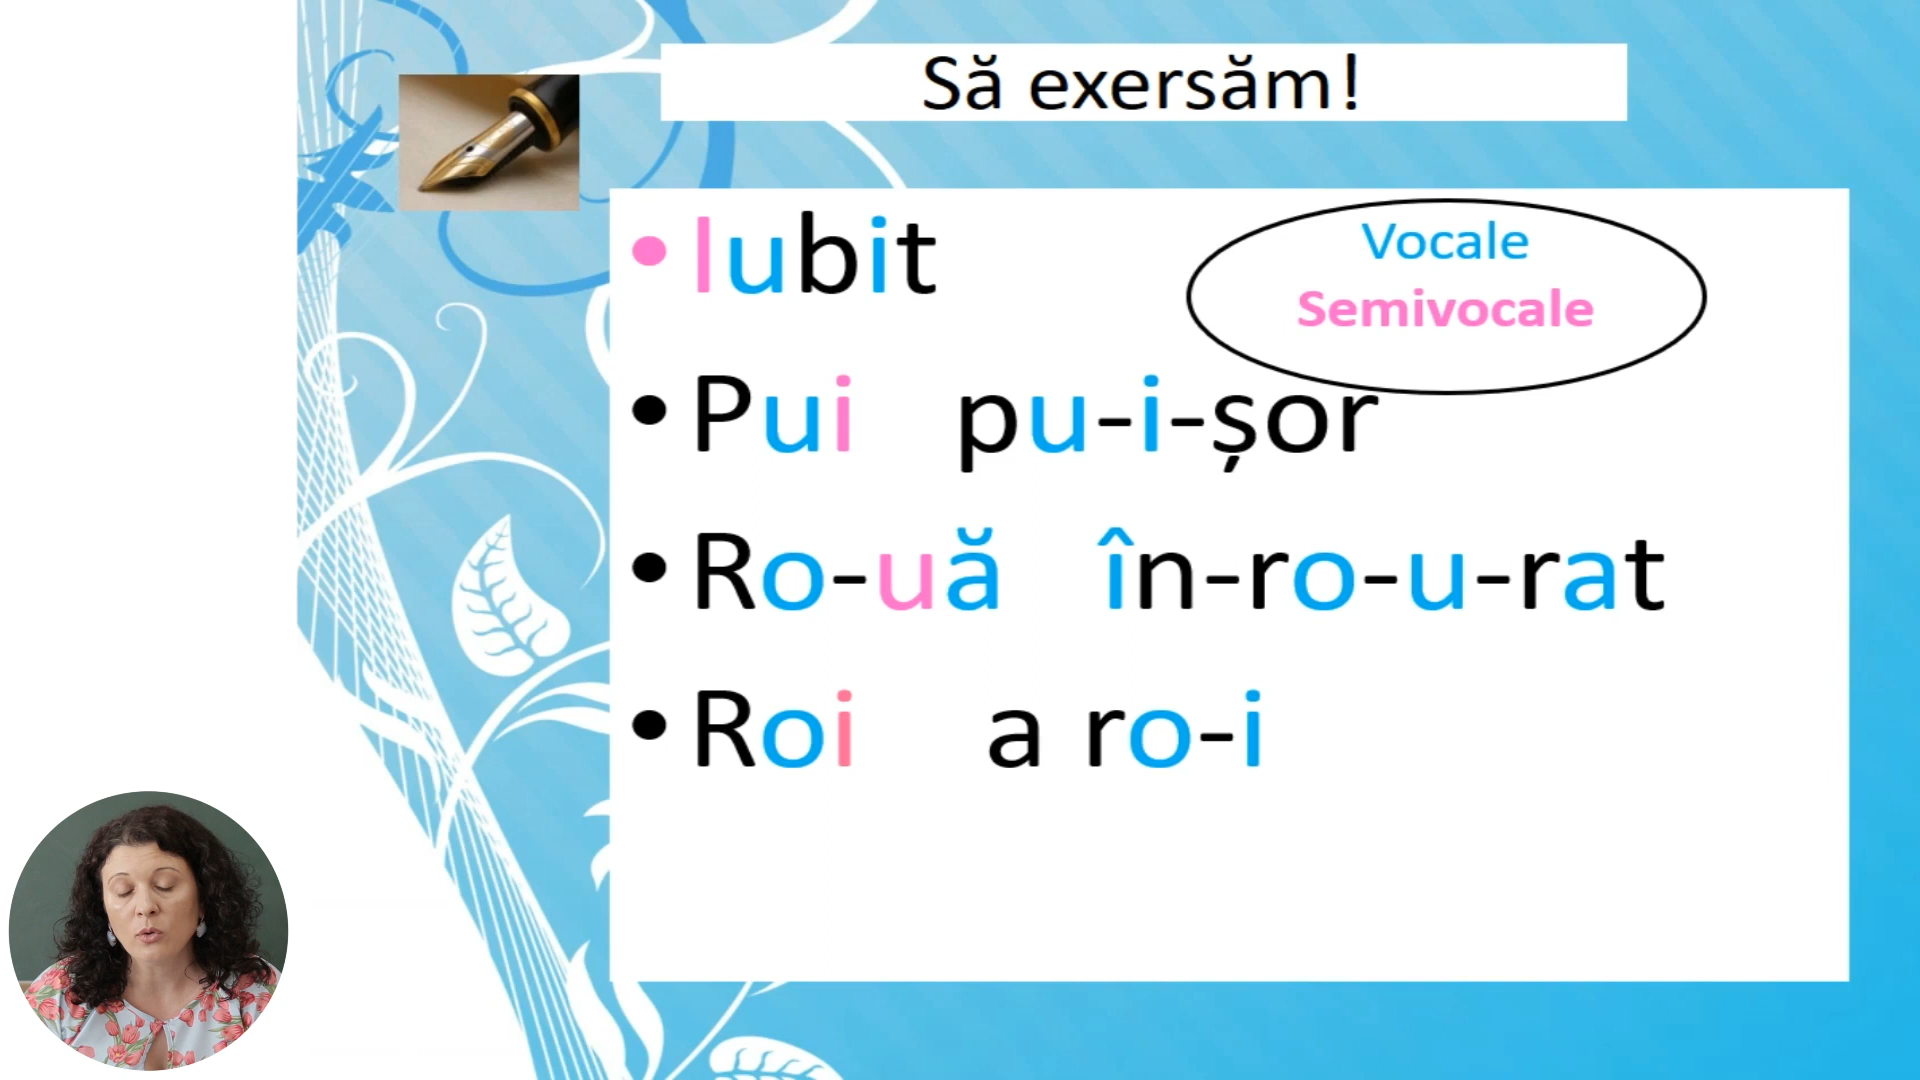 Să exersăm!
• Iubit
Vocale
Semivocale
• Pui pu-i-șor
• Ro-uă în-ro-u-rat
• Roi a ro-i